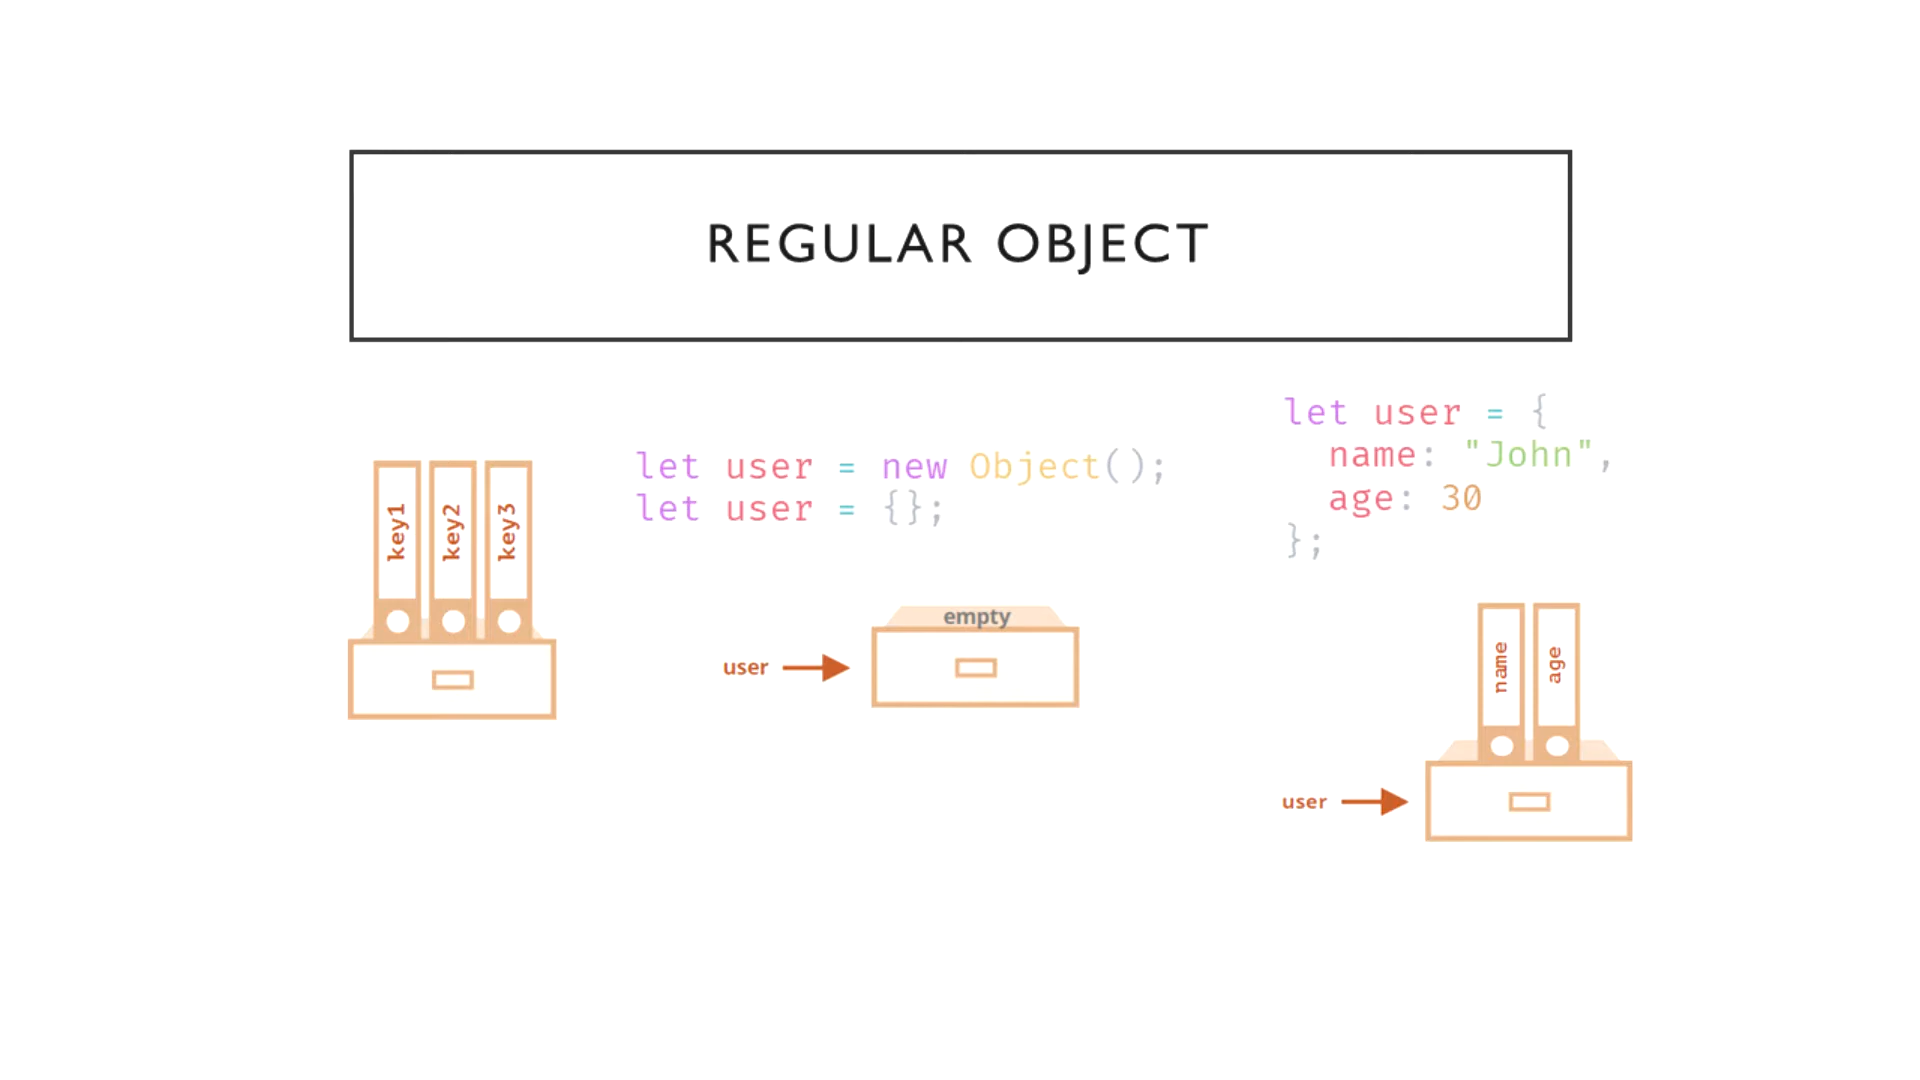 REGULAR OBJECT
key1
key2
key3
let user = new Object();
let user = {};
empty
user
let user = {
  name: "John",
  age: 30
};
name
age
user